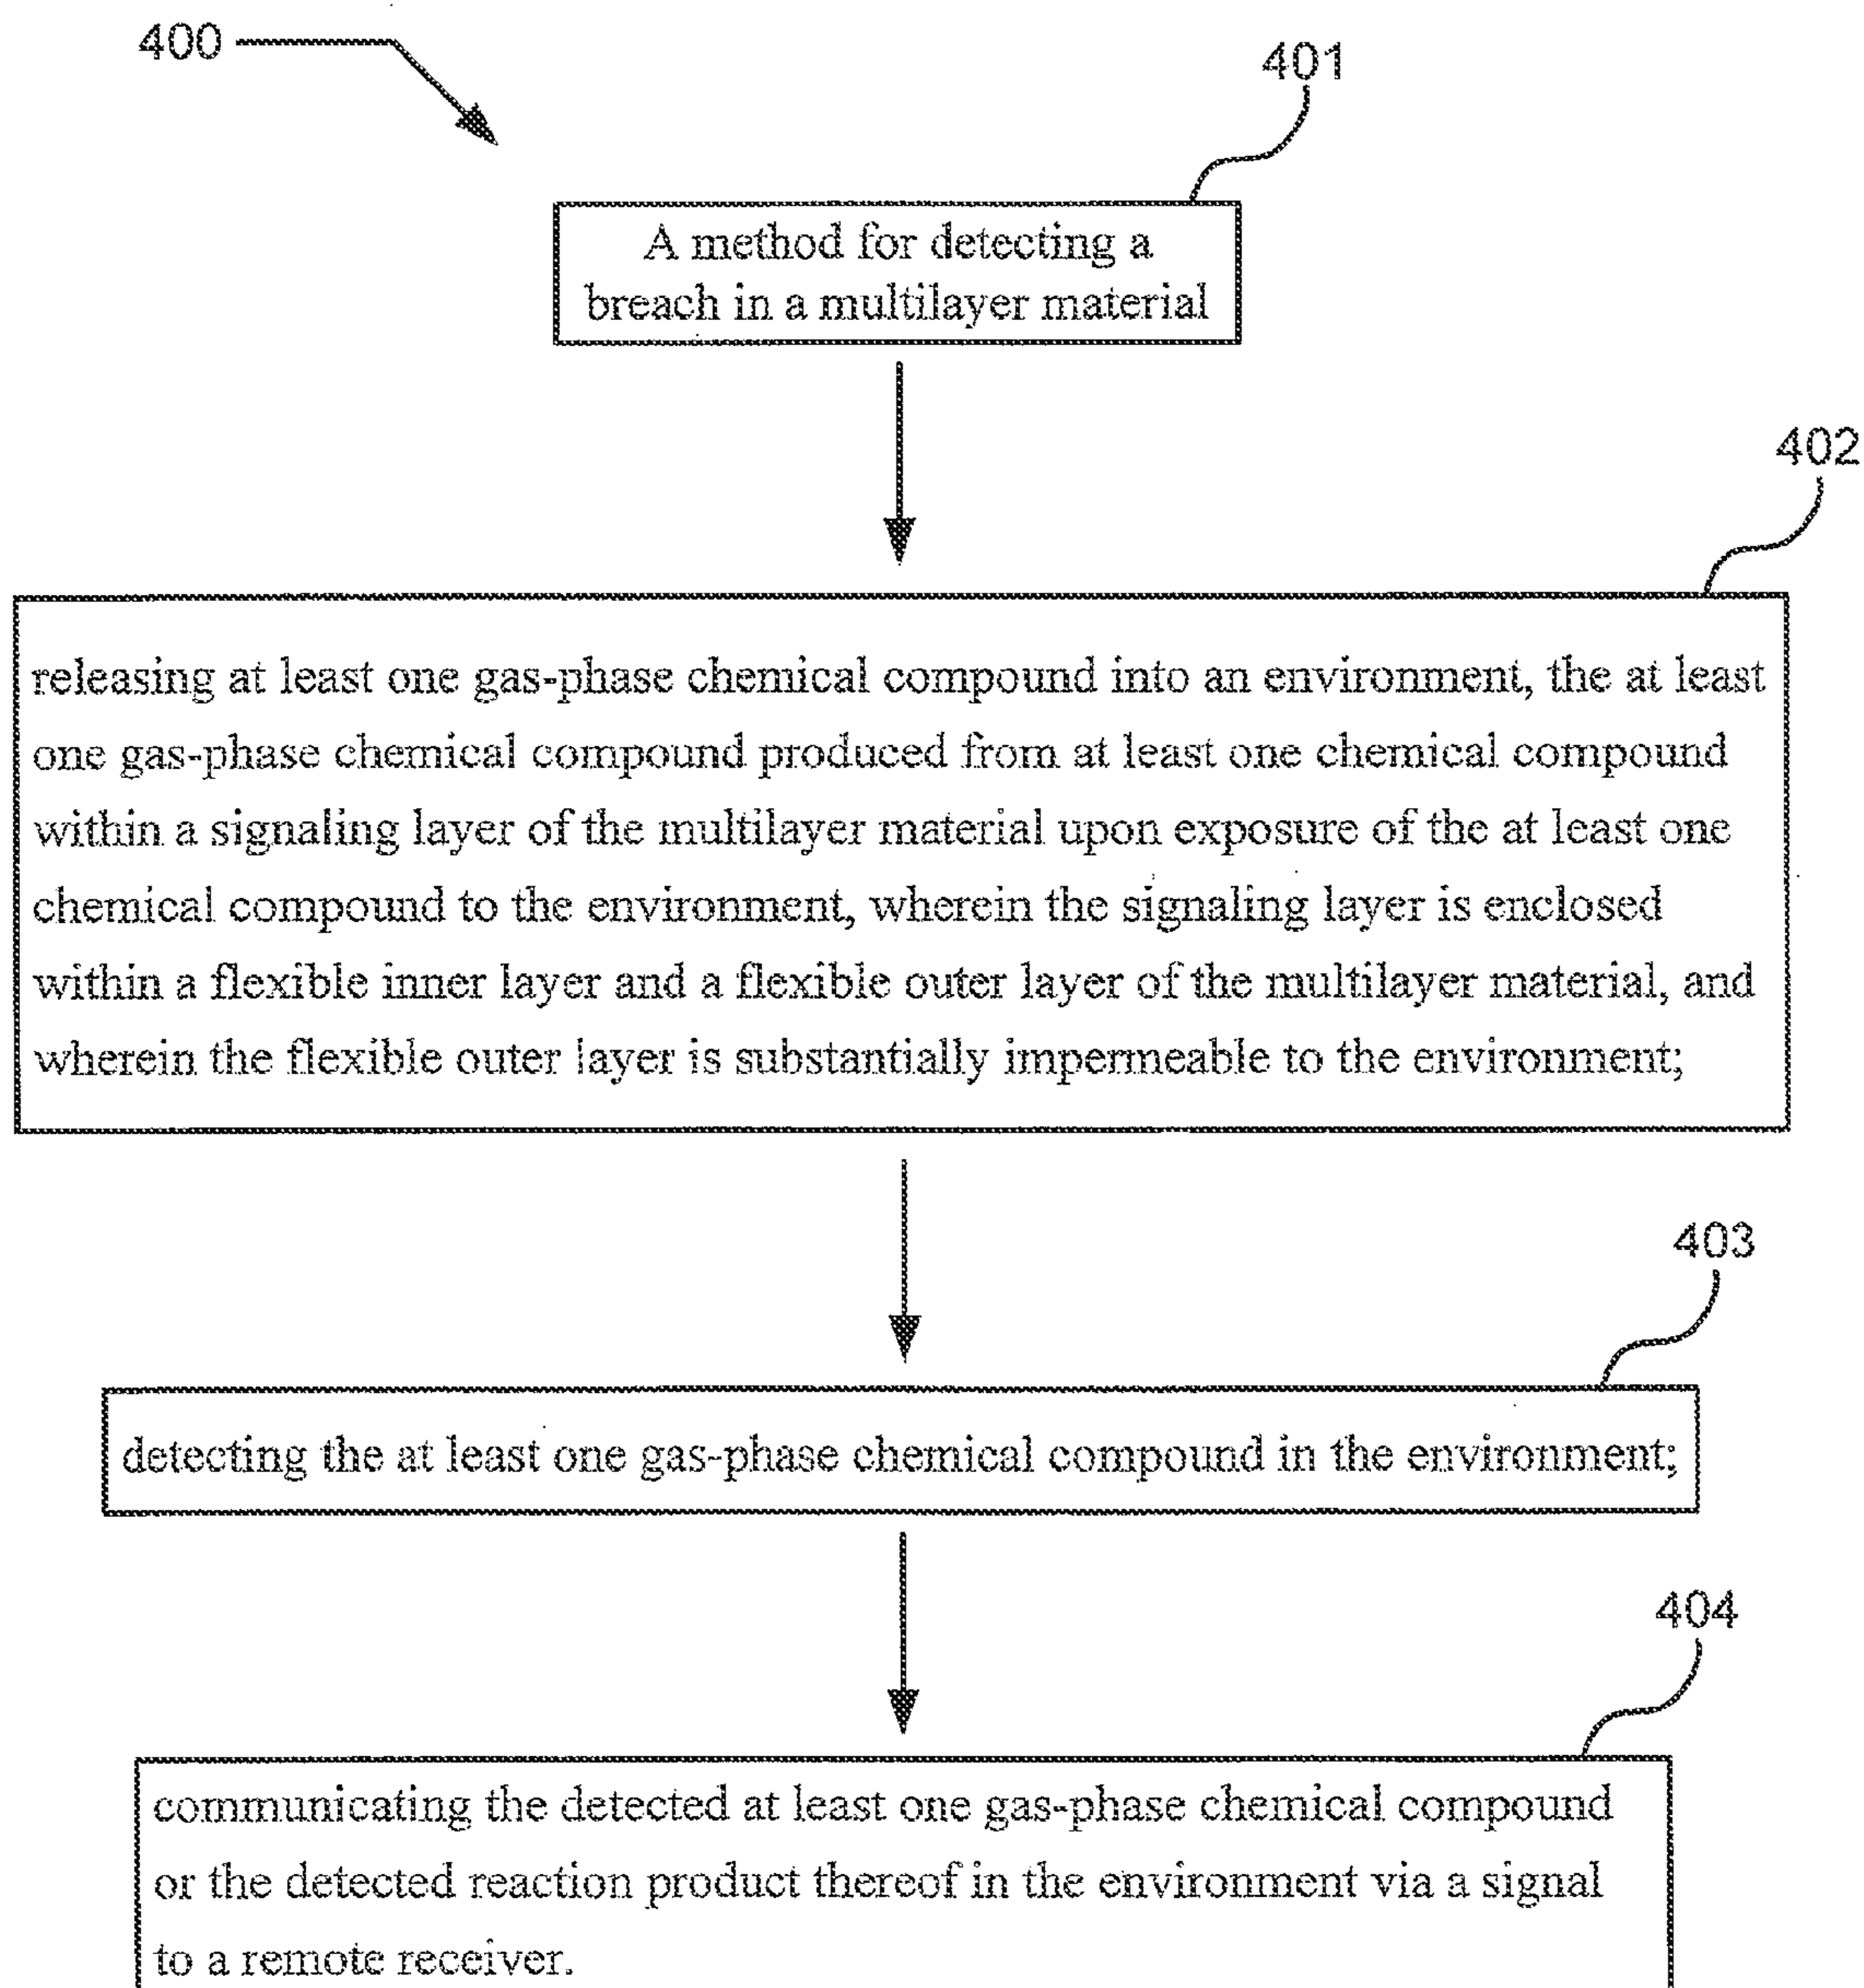 400
401
A method for detecting a
breach in a multilayer material
402
releasing at least one gas-phase chemical compound into an environment, the at least
one gas-phase chemical compound produced from at least one chemical compound
within a signaling layer of the multilayer material upon exposure of the at least one
chemical compound to the environment, wherein the signaling layer is enclosed
within a flexible inner layer and a flexible outer layer of the multilayer material, and
wherein the flexible outer layer is substantially impermeable to the environment;
403
detecting the at least one gas-phase chemical compound in the environment;
404
communicating the detected at least one gas-phase chemical compound
or the detected reaction product thereof in the environment via a signal
to a remote receiver.